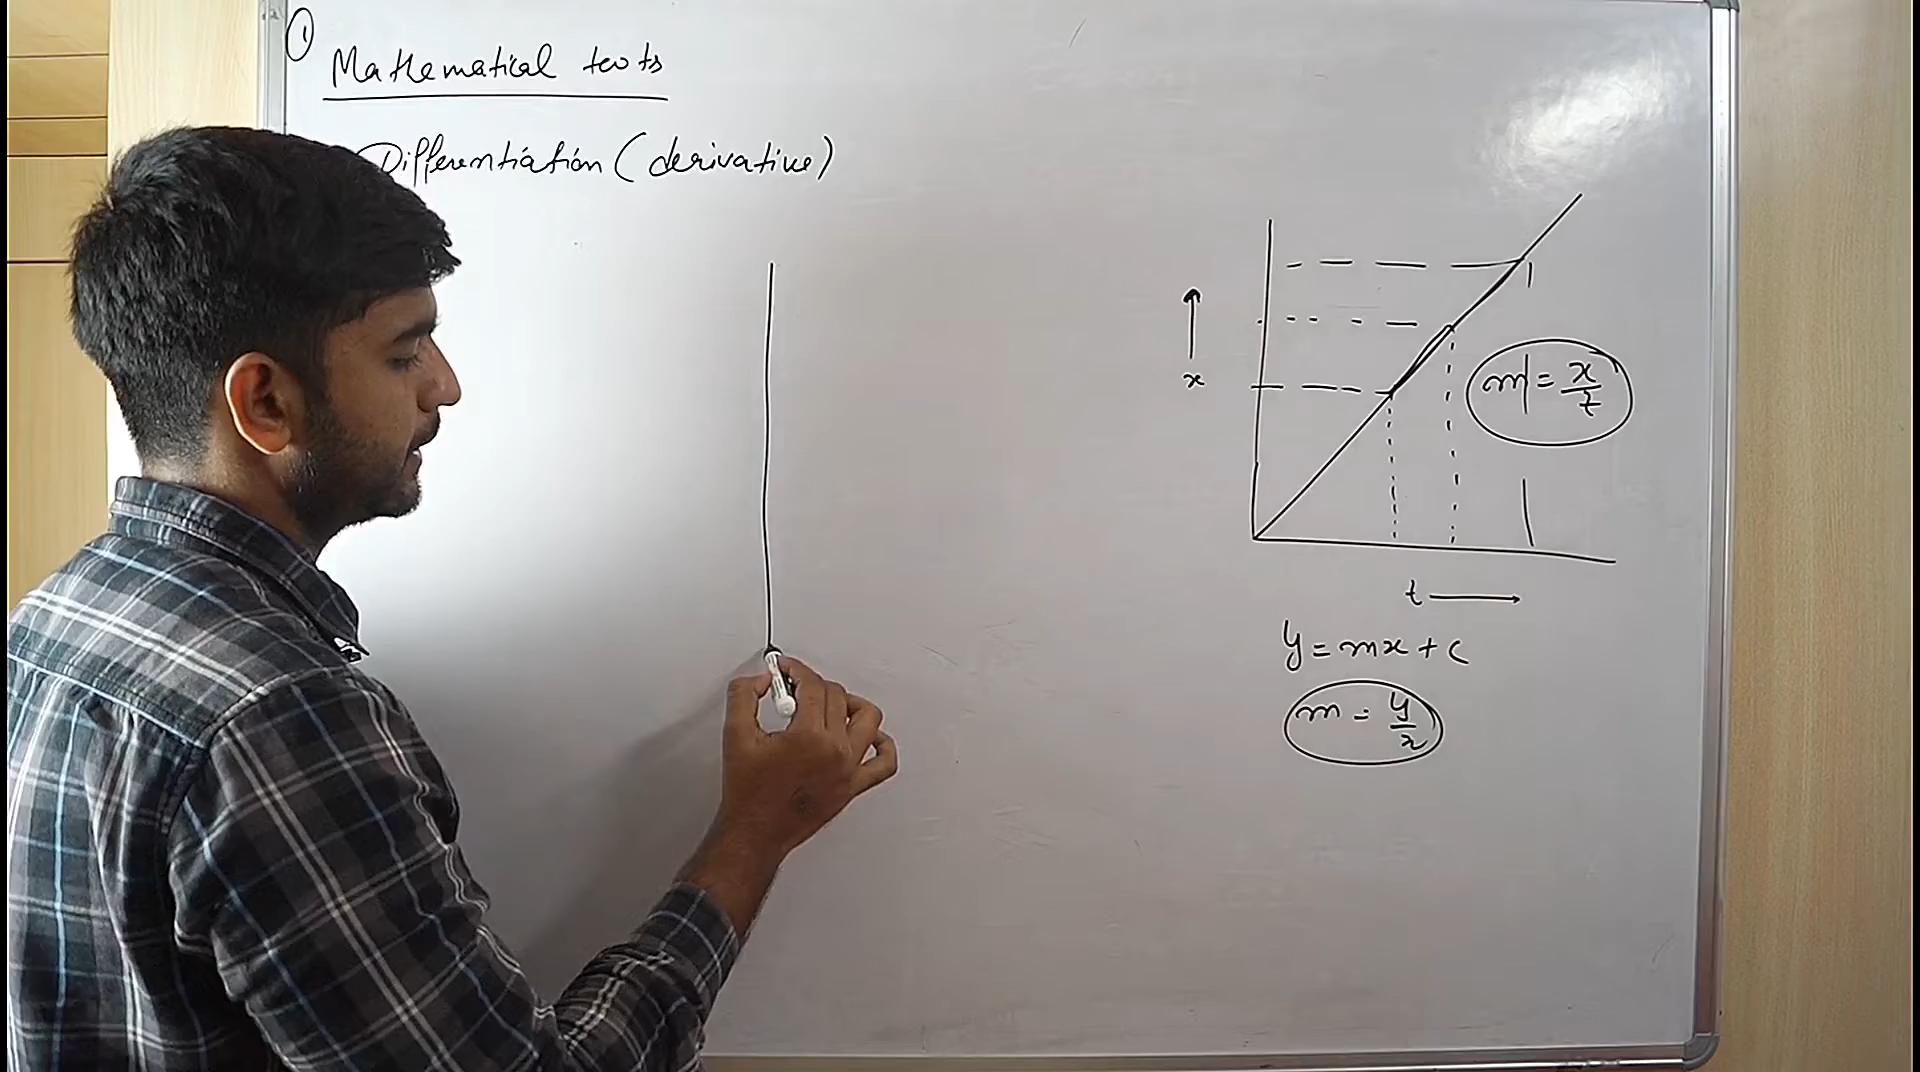 ①
Mathematical tools
Differentiation (derivative)
x
m = x/t
t
y = mx + c
m = y/x